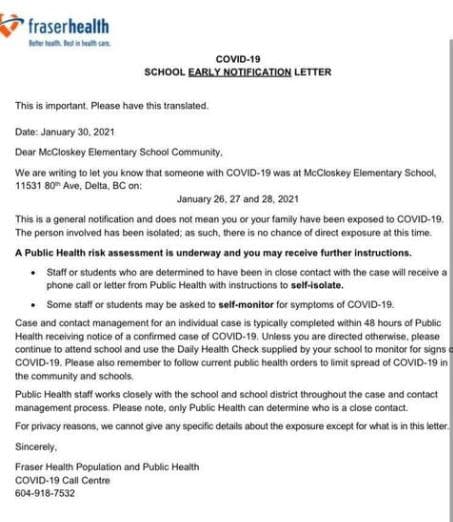 fraserhealth
Better health. Best in health care.
COVID-19
SCHOOL EARLY NOTIFICATION LETTER
This is important. Please have this translated.
Date: January 30, 2021
Dear McCloskey Elementary School Community,
We are writing to let you know that someone with COVID-19 was at McCloskey Elementary School,
11531 80th Ave, Delta, BC on:
January 26, 27 and 28, 2021
This is a general notification and does not mean you or your family have been exposed to COVID-19.
The person involved has been isolated; as such, there is no chance of direct exposure at this time.
A Public Health risk assessment is underway and you may receive further instructions.
• Staff or students who are determined to have been in close contact with the case will receive a
phone call or letter from Public Health with instructions to self-isolate.
• Some staff or students may be asked to self-monitor for symptoms of COVID-19.
Case and contact management for an individual case is typically completed within 48 hours of Public
Health receiving notice of a confirmed case of COVID-19. Unless you are directed otherwise, please
continue to attend school and use the Daily Health Check supplied by your school to monitor for signs o
COVID-19. Please also remember to follow current public health orders to limit spread of COVID-19 in
the community and schools.
Public Health staff works closely with the school and school district throughout the case and contact
management process. Please note, only Public Health can determine who is a close contact.
For privacy reasons, we cannot give any specific details about the exposure except for what is in this letter.
Sincerely,
Fraser Health Population and Public Health
COVID-19 Call Centre
604-918-7532